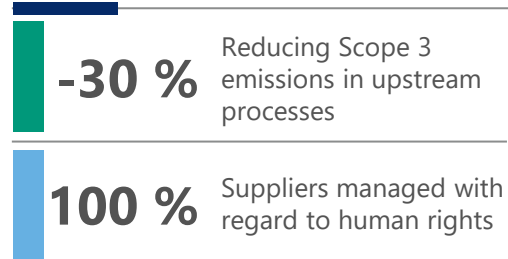 -30 %
Reducing Scope 3
emissions in upstream
processes
100 %
Suppliers managed with
regard to human rights